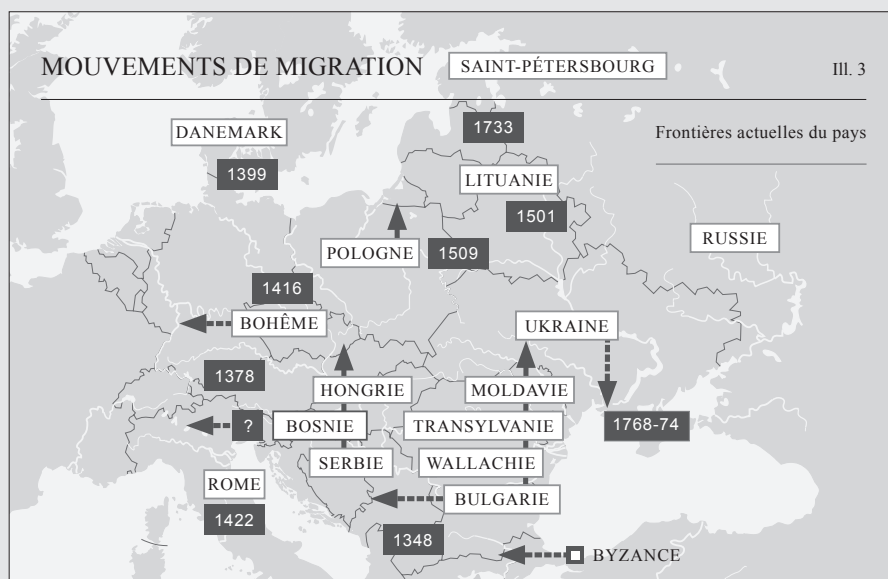 MOUVEMENTS DE MIGRATION
SAINT-PÉTERSBOURG
Ill. 3
Frontières actuelles du pays
DANEMARK
1399
1733
LITUANIE
1501
RUSSIE
POLOGNE
1509
1416
BOHÊME
UKRAINE
1378
HONGRIE
MOLDAVIE
?
BOSNIE
TRANSYLVANIE
1768-74
SERBIE
WALLACHIE
ROME
BULGARIE
1422
1348
BYZANCE